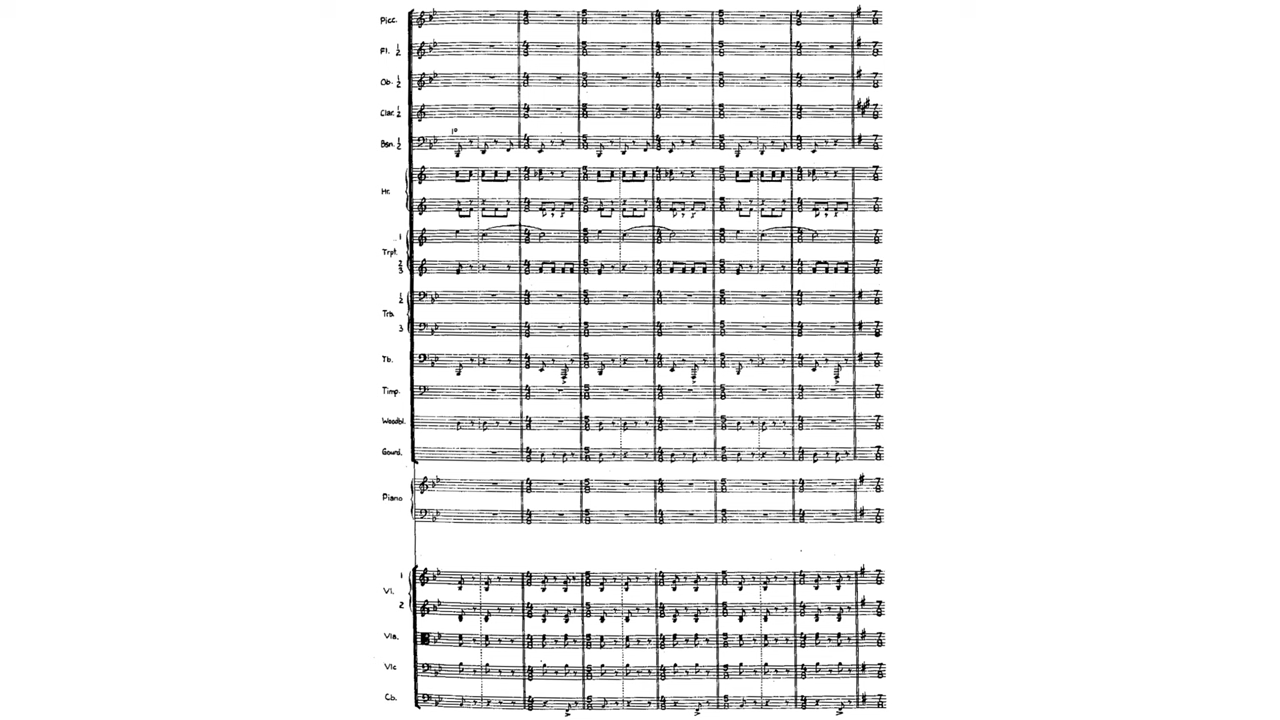 Picc.
Fl. 1/2
Ob. 1/2
Clar. 1/2
1º
Bsn. 1/2
Hr.
1
Trpt.
2/3
1/2
Trb.
3
Tb.
Timp.
Woodbl.
Gourd.
Piano
1
Vl.
2
Vla.
Vlc
Cb.